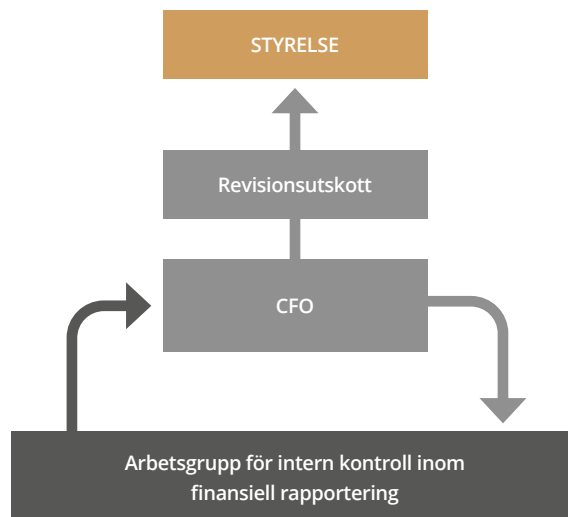 STYRELSE
Revisionsutskott
CFO
Arbetsgrupp för intern kontroll inom
finansiell rapportering